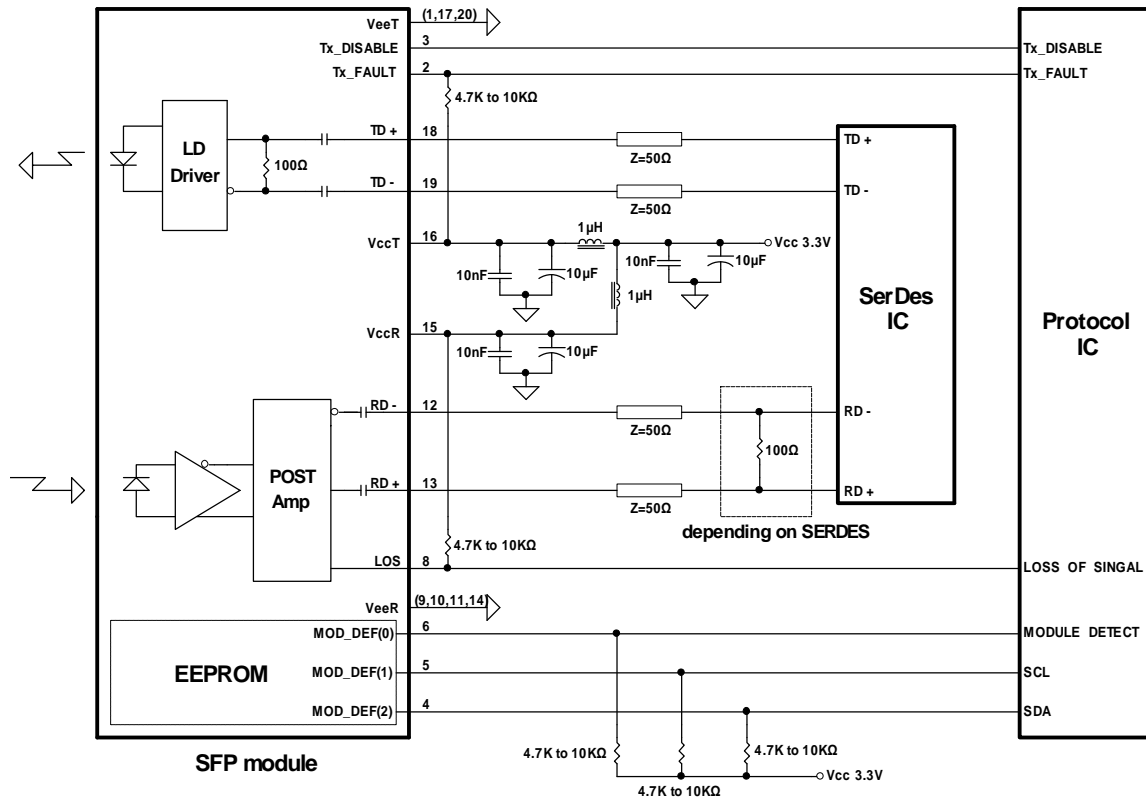 VeeT (1,17,20)
Tx_DISABLE 3 Tx_DISABLE
Tx_FAULT 2 Tx_FAULT
4.7K to 10KΩ
LD
Driver
100Ω
TD + 18 Z=50Ω TD +
TD - 19 Z=50Ω TD -
1µH
VccT 16 Vcc 3.3V
10nF 10µF 10nF 10µF
1µH
SerDes
IC
Protocol
IC
VccR 15
10nF 10µF
RD - 12 Z=50Ω RD -
100Ω
POST
Amp
RD + 13 Z=50Ω RD +
depending on SERDES
4.7K to 10KΩ
LOS 8 LOSS OF SINGAL
VeeR (9,10,11,14)
MOD_DEF(0) 6 MODULE DETECT
EEPROM
MOD_DEF(1) 5 SCL
MOD_DEF(2) 4 SDA
4.7K to 10KΩ 4.7K to 10KΩ
SFP module
Vcc 3.3V
4.7K to 10KΩ